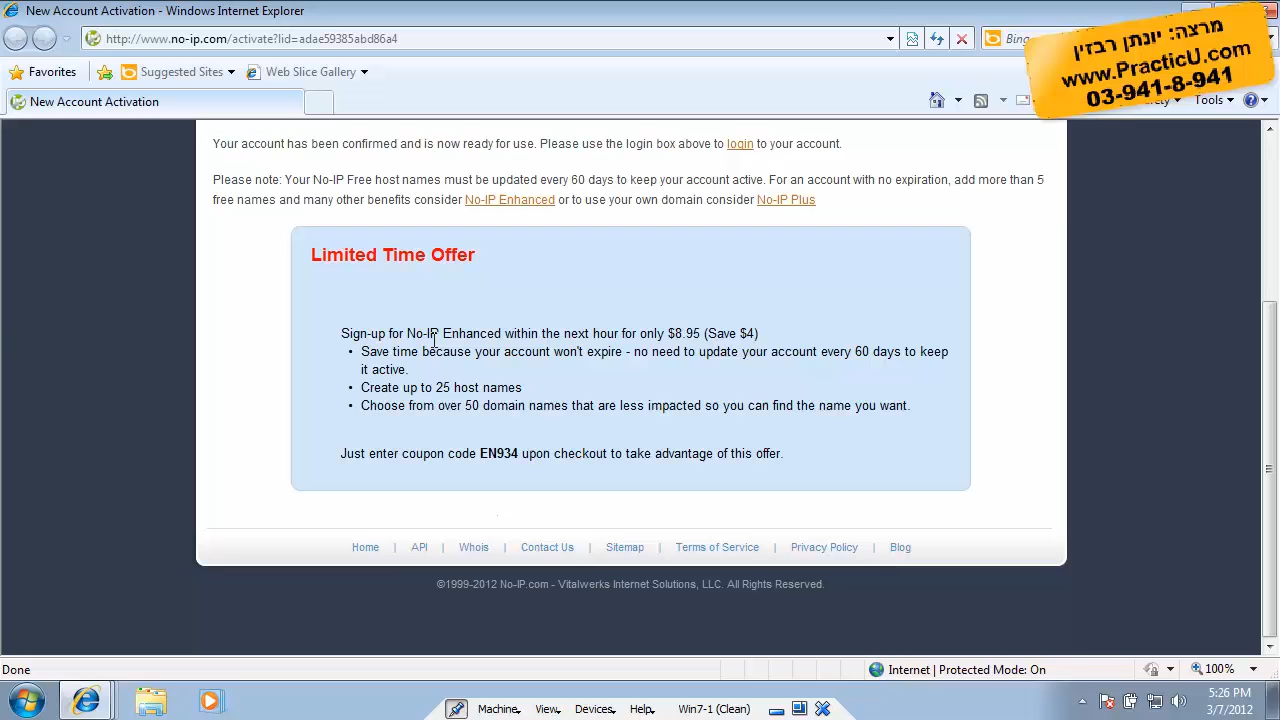 New Account Activation - Windows Internet Explorer
http://www.no-ip.com/activate?lid=adae59385abd86a4
Bing
Favorites
Suggested Sites
Web Slice Gallery
New Account Activation
Tools
מרצה: יונתן רבזין
www.PracticU.com
03-941-8-941
Your account has been confirmed and is now ready for use. Please use the login box above to login to your account.
Please note: Your No-IP Free host names must be updated every 60 days to keep your account active. For an account with no expiration, add more than 5
free names and many other benefits consider No-IP Enhanced or to use your own domain consider No-IP Plus
Limited Time Offer
Sign-up for No-IP Enhanced within the next hour for only $8.95 (Save $4)
• Save time because your account won't expire - no need to update your account every 60 days to keep
it active.
• Create up to 25 host names
• Choose from over 50 domain names that are less impacted so you can find the name you want.
Just enter coupon code EN934 upon checkout to take advantage of this offer.
Home | API | Whois | Contact Us | Sitemap | Terms of Service | Privacy Policy | Blog
©1999-2012 No-IP.com - Vitalwerks Internet Solutions, LLC. All Rights Reserved.
Done
Internet | Protected Mode: On
100%
Machine View Devices Help Win7-1 (Clean)
5:26 PM
3/7/2012